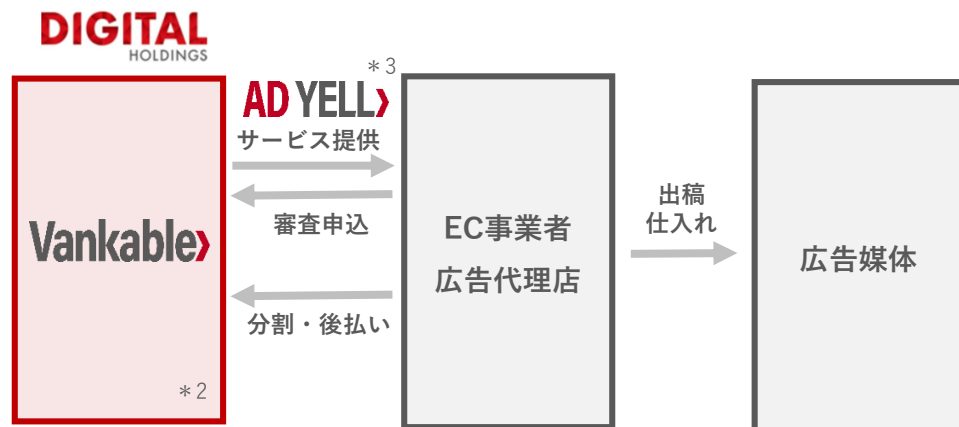 DIGITAL
HOLDINGS
＊3
AD YELL
サービス提供
審査申込
分割・後払い
Vankable
＊2
EC事業者
広告代理店
出稿
仕入れ
広告媒体